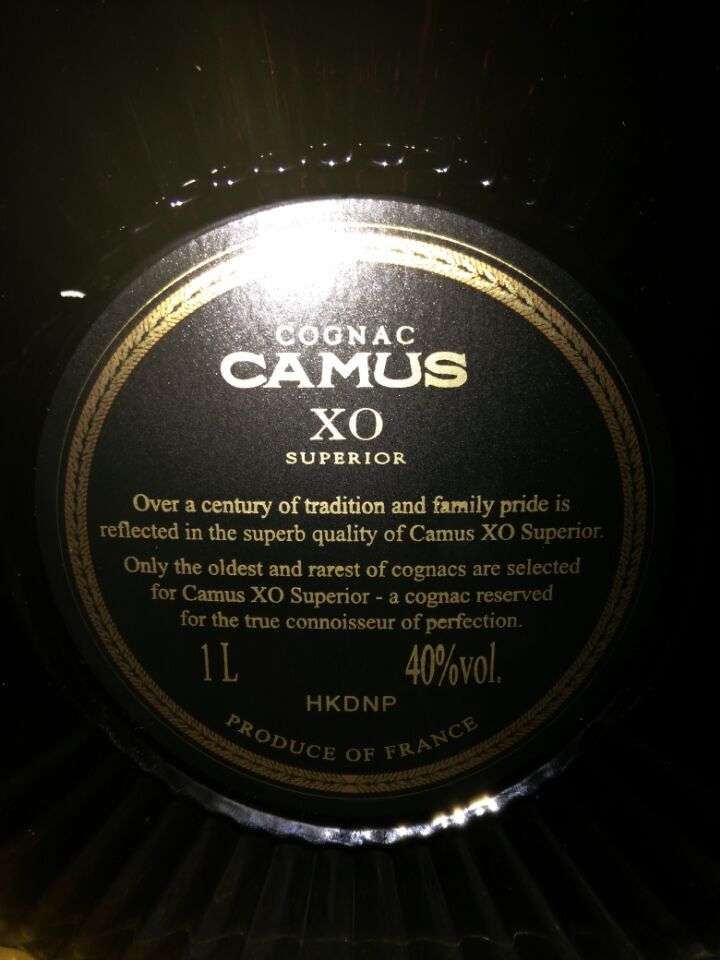 COGNAC
CAMUS
XO
SUPERIOR
Over a century of tradition and family pride is
reflected in the superb quality of Camus XO Superior.
Only the oldest and rarest of cognacs are selected
for Camus XO Superior - a cognac reserved
for the true connoisseur of perfection.
1 L 40%vol.
HKDNP
PRODUCE OF FRANCE